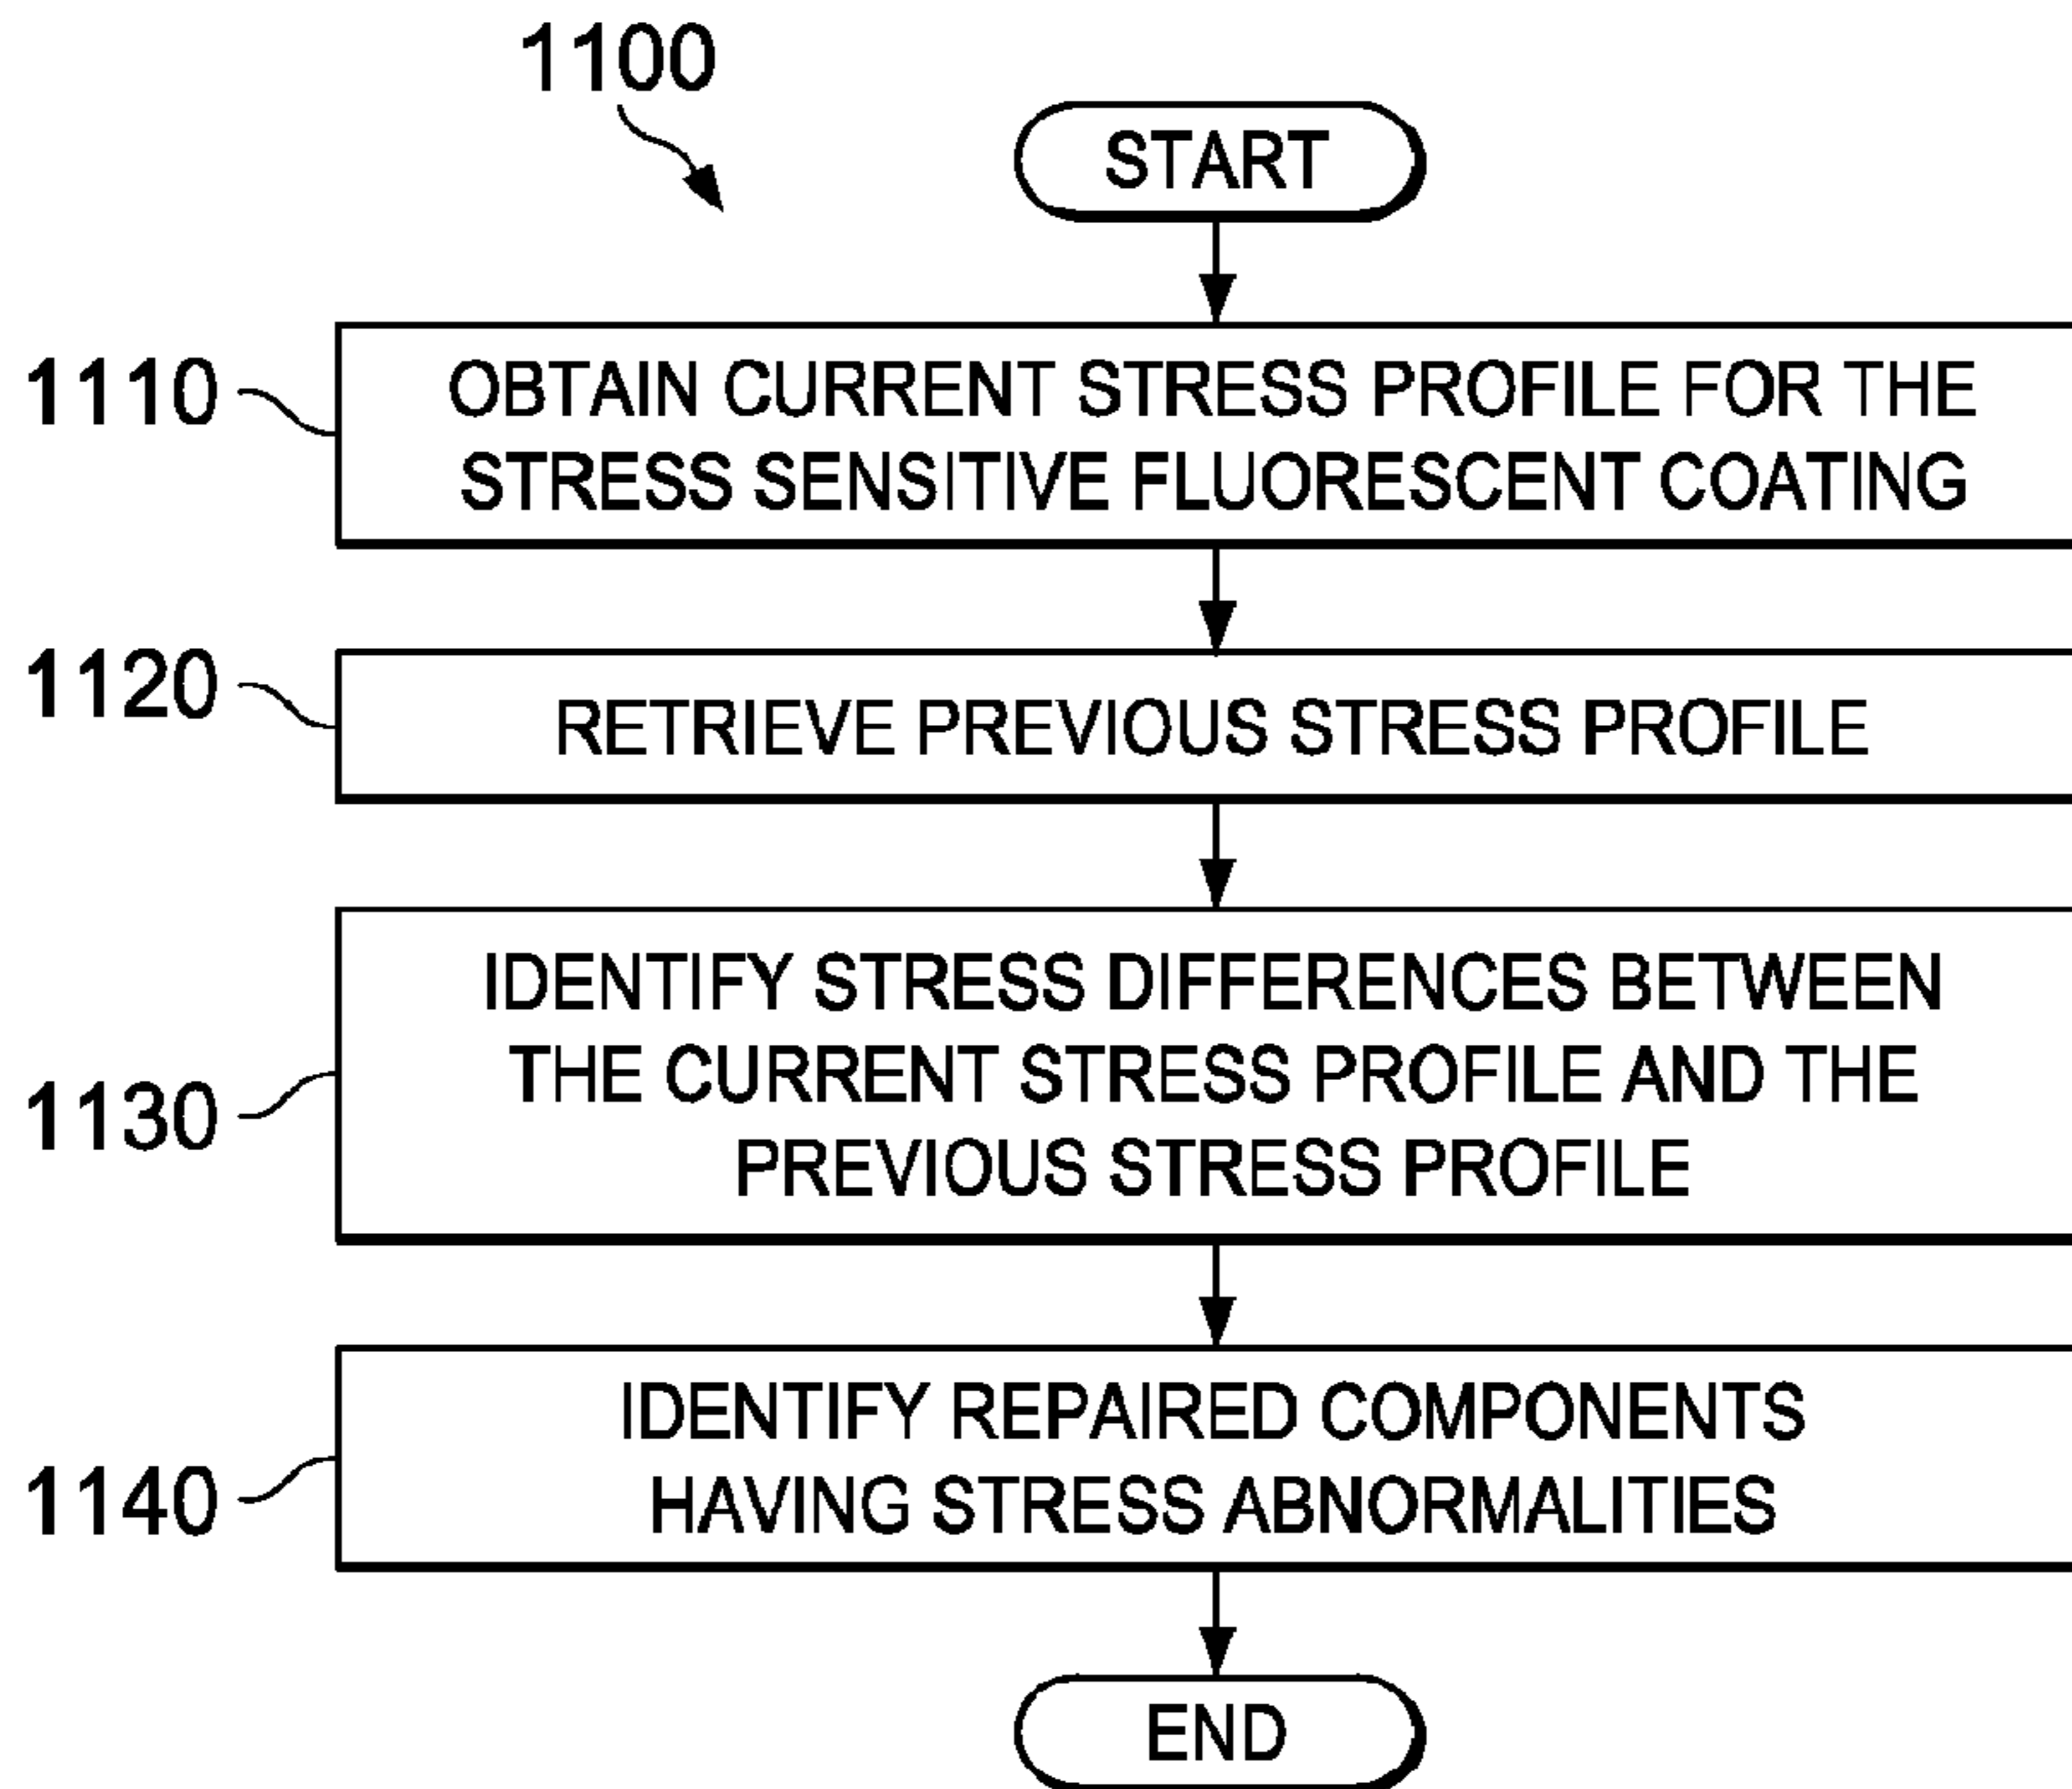 1100
START
1110
OBTAIN CURRENT STRESS PROFILE FOR THE
STRESS SENSITIVE FLUORESCENT COATING
1120
RETRIEVE PREVIOUS STRESS PROFILE
1130
IDENTIFY STRESS DIFFERENCES BETWEEN
THE CURRENT STRESS PROFILE AND THE
PREVIOUS STRESS PROFILE
1140
IDENTIFY REPAIRED COMPONENTS
HAVING STRESS ABNORMALITIES
END